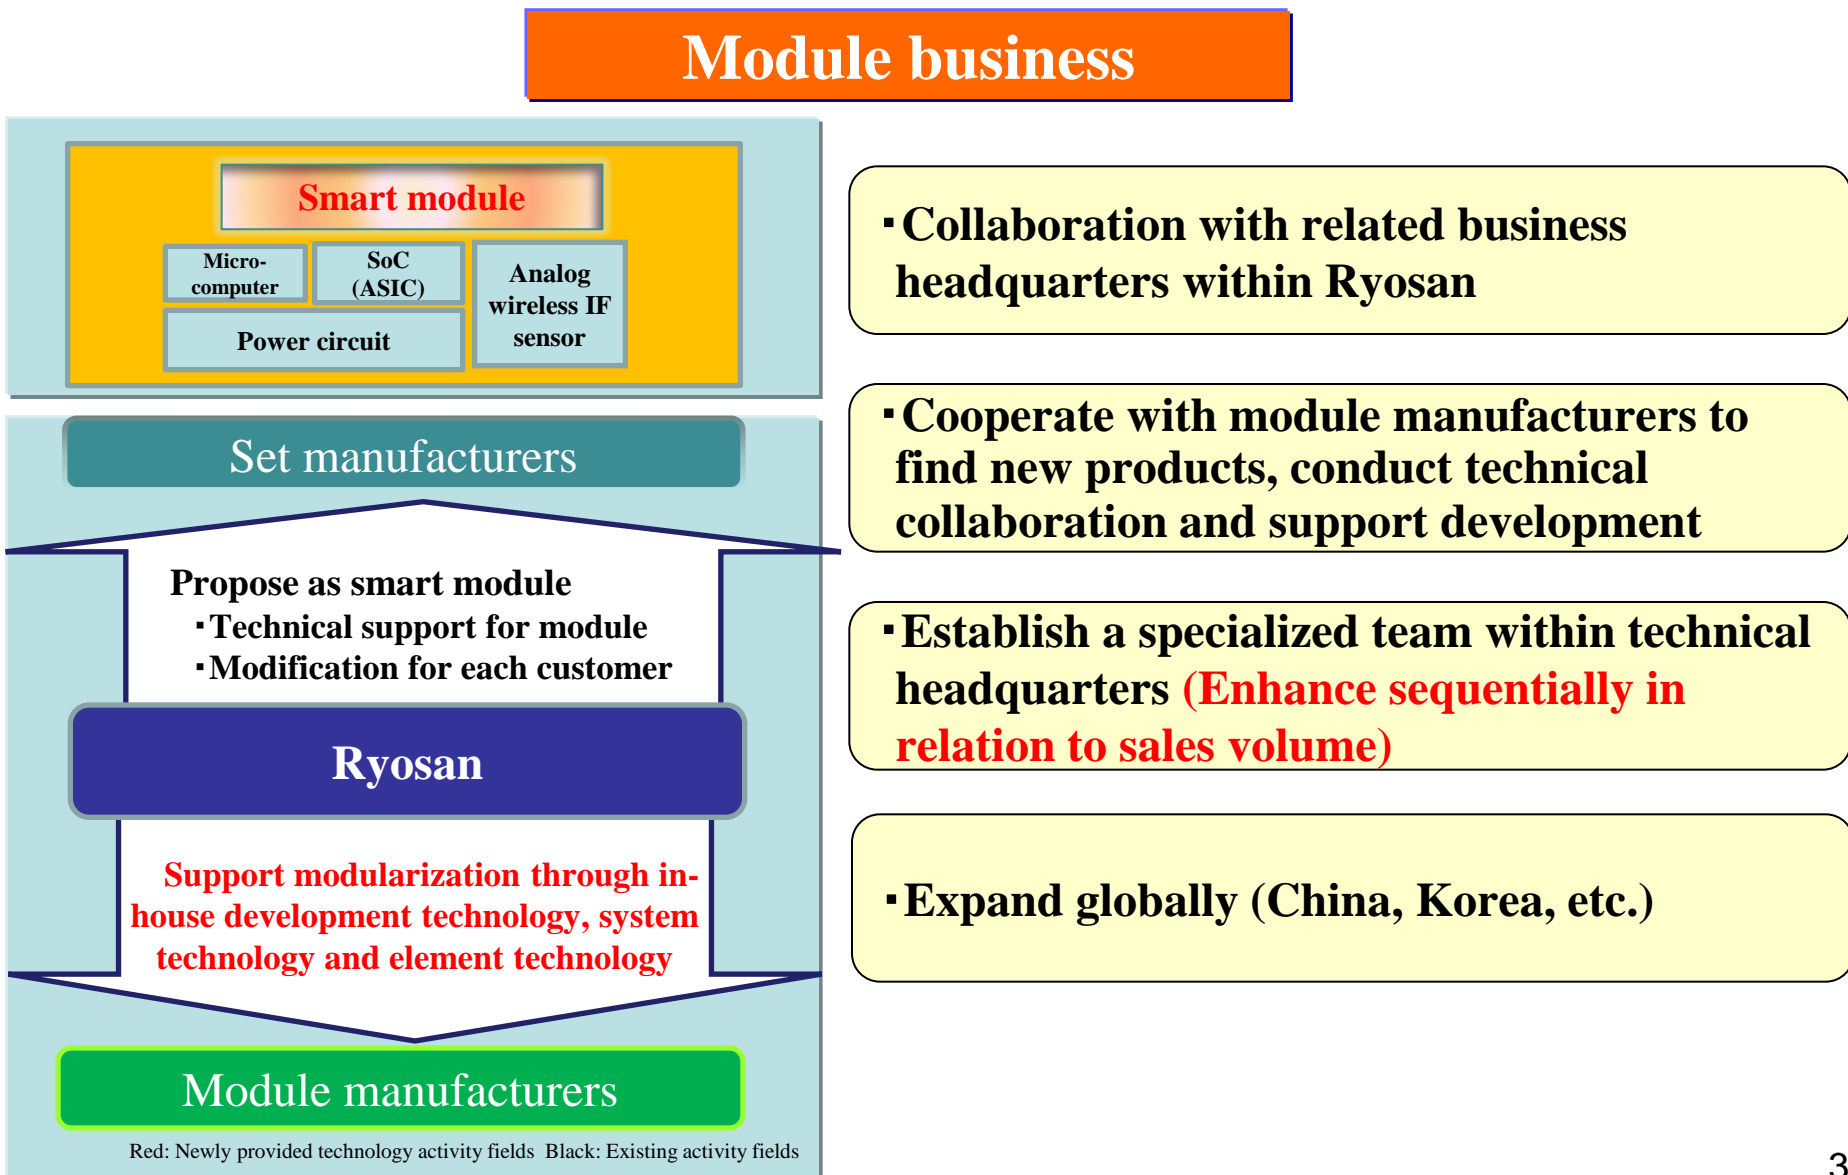 Module business
Smart module
Micro-
computer
SoC
(ASIC)
Analog
wireless IF
sensor
Power circuit
Set manufacturers
Propose as smart module
・Technical support for module
・Modification for each customer
Ryosan
Support modularization through in-
house development technology, system
technology and element technology
Module manufacturers
Red: Newly provided technology activity fields  Black: Existing activity fields
・Collaboration with related business
headquarters within Ryosan
・Cooperate with module manufacturers to
find new products, conduct technical
collaboration and support development
・Establish a specialized team within technical
headquarters (Enhance sequentially in
relation to sales volume)
・Expand globally (China, Korea, etc.)